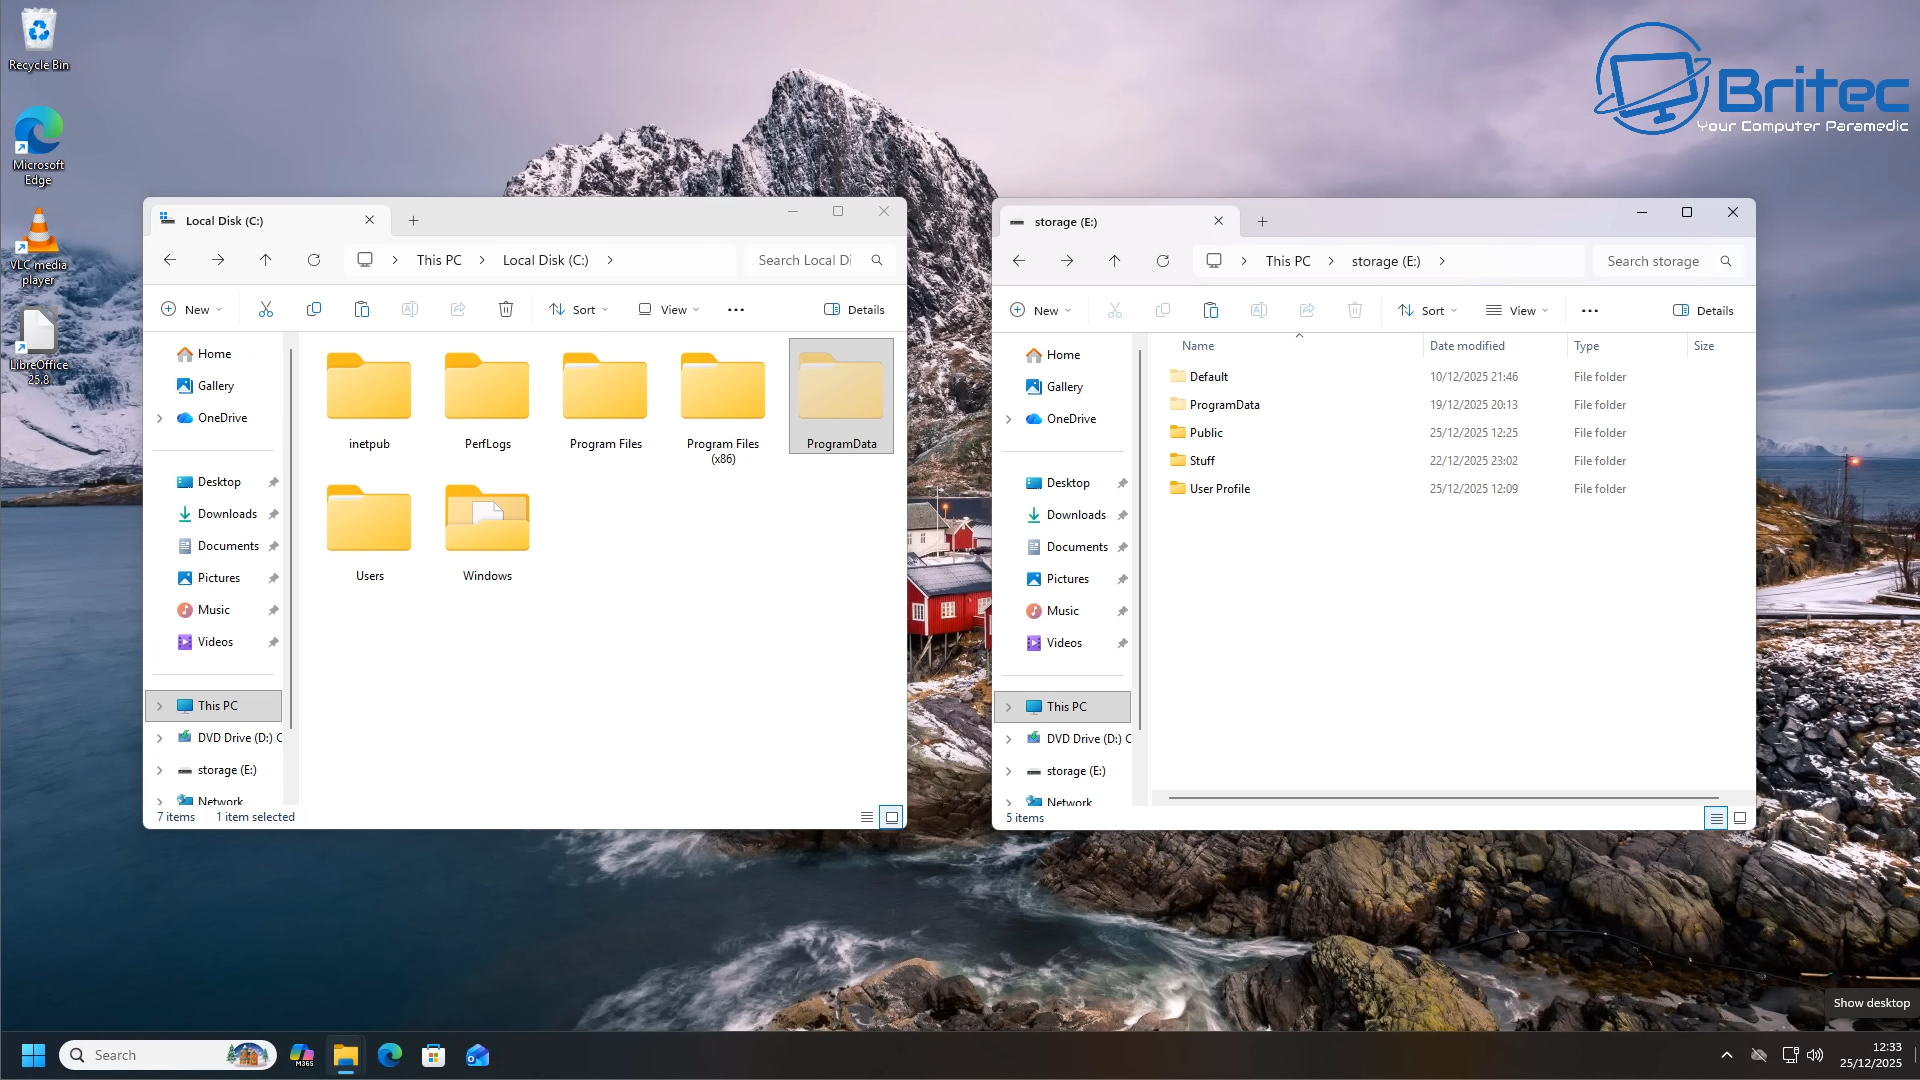 Recycle Bin
Microsoft
Edge
VLC media
player
LibreOffice
25.8
Britec
Your Computer Paramedic
Local Disk (C:)
This PC
Local Disk (C:)
Search Local Di
New
Sort
View
Details
Home
Gallery
OneDrive
Desktop
Downloads
Documents
Pictures
Music
Videos
This PC
DVD Drive (D:) C
storage (E:)
Network
inetpub
PerfLogs
Program Files
Program Files
(x86)
ProgramData
Users
Windows
7 items
1 item selected
storage (E:)
This PC
storage (E:)
Search storage
New
Sort
View
Details
Home
Gallery
OneDrive
Desktop
Downloads
Documents
Pictures
Music
Videos
This PC
DVD Drive (D:) C
storage (E:)
Network
Name Date modified Type Size
Default 10/12/2025 21:46 File folder
ProgramData 19/12/2025 20:13 File folder
Public 25/12/2025 12:25 File folder
Stuff 22/12/2025 23:02 File folder
User Profile 25/12/2025 12:09 File folder
5 items
Show desktop
Search
M365
12:33
25/12/2025